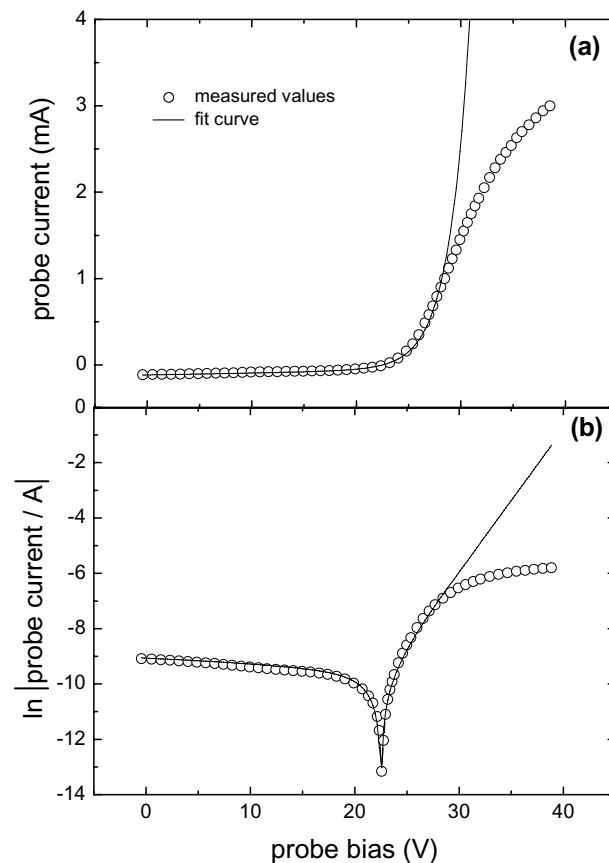 4
(a)
measured values
fit curve
3
2
1
0
0
probe current (mA)
(b)
-2
-4
-6
-8
-10
-12
-14
ln |probe current / A|
0 10 20 30 40
probe bias (V)